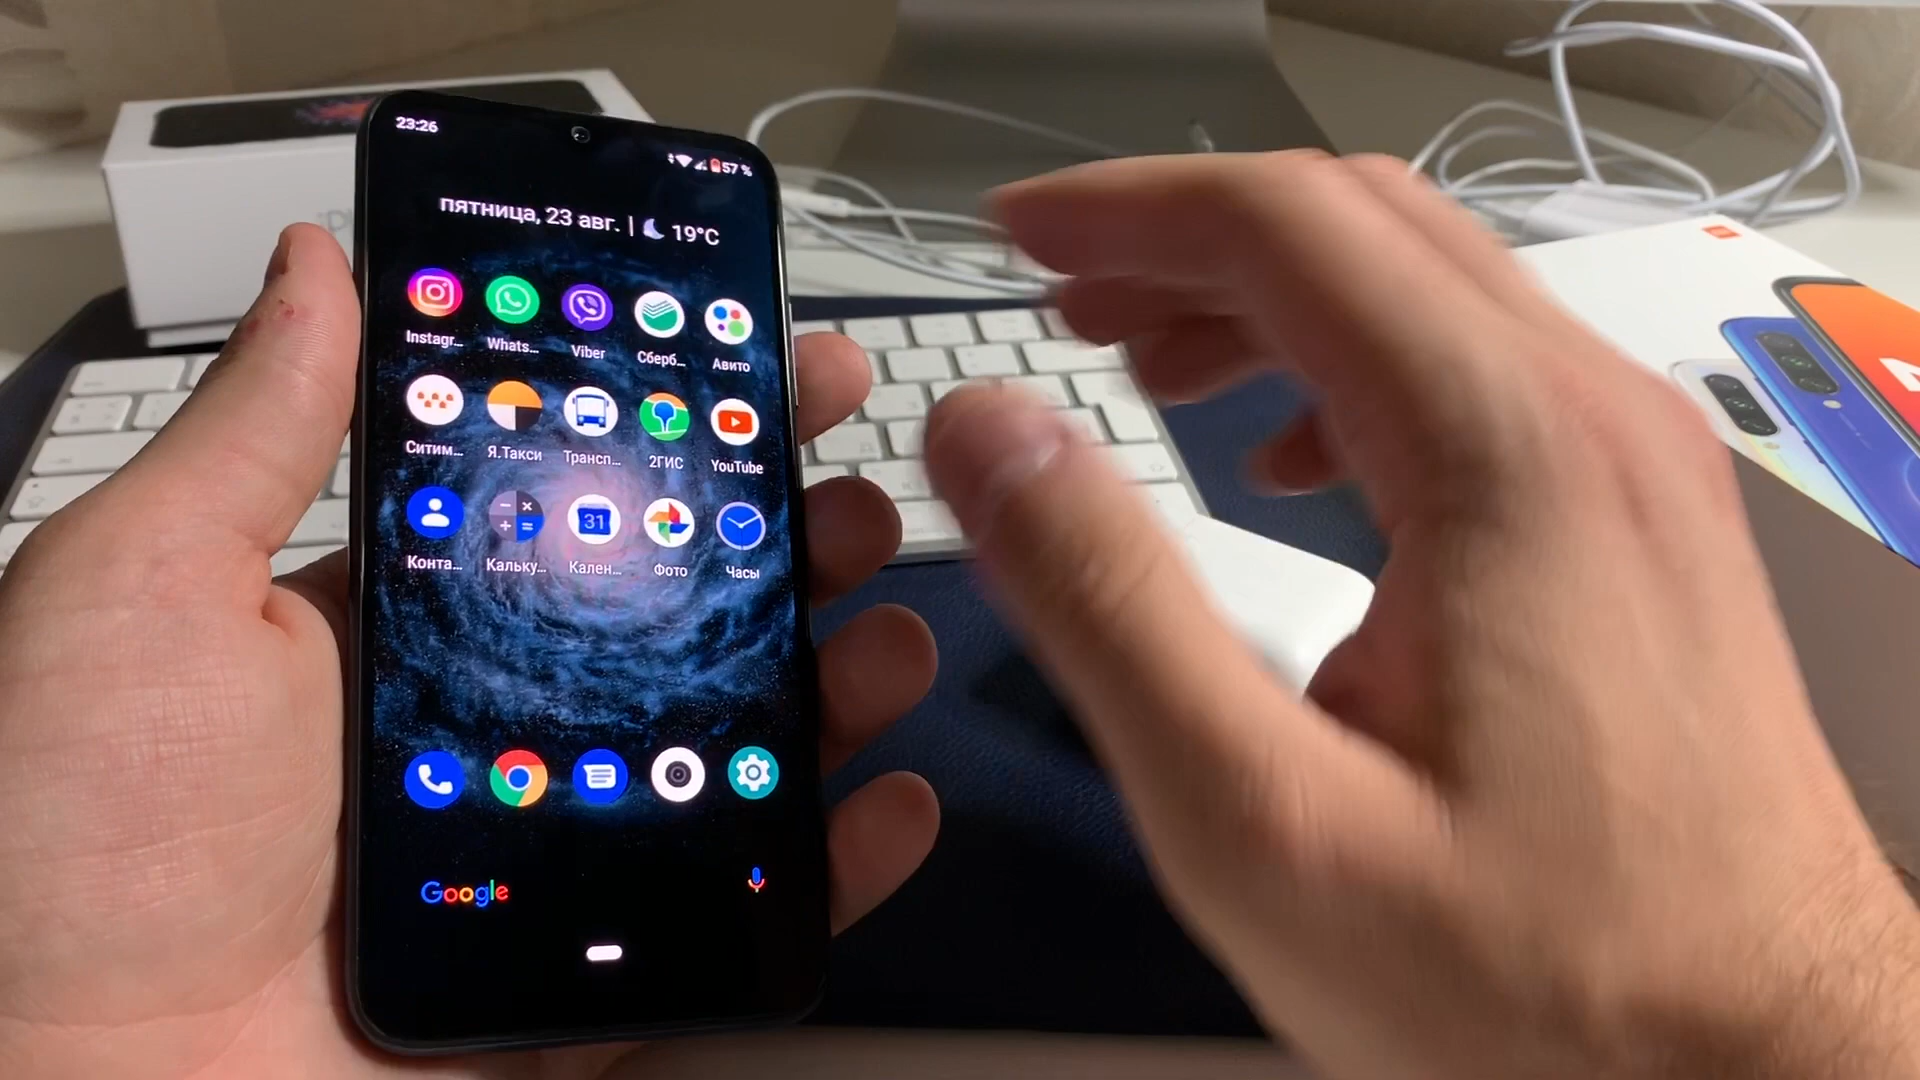 23:26
57 %
пятница, 23 авг. | 19°C
Instagr... Whats... Viber Сберб... Авито
Ситим... Я.Такси Трансп... 2ГИС YouTube
31
Конта... Кальку... Кален... Фото Часы
Google